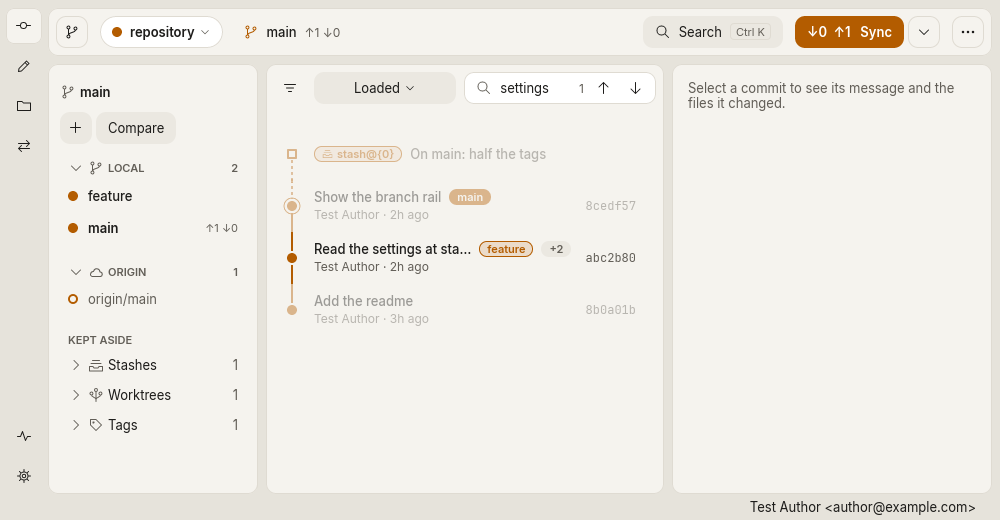 repository main ↑1 ↓0 Search Ctrl K ↓0 ↑1 Sync
main
+ Compare
LOCAL 2
feature
main ↑1 ↓0
ORIGIN 1
origin/main
KEPT ASIDE
Stashes 1
Worktrees 1
Tags 1
Loaded settings 1 ↑ ↓
stash@{0} On main: half the tags
Show the branch rail main
Test Author · 2h ago 8cedf57
Read the settings at sta... feature +2
Test Author · 2h ago abc2b80
Add the readme
Test Author · 3h ago 8b0a01b
Select a commit to see its message and the
files it changed.
Test Author <author@example.com>